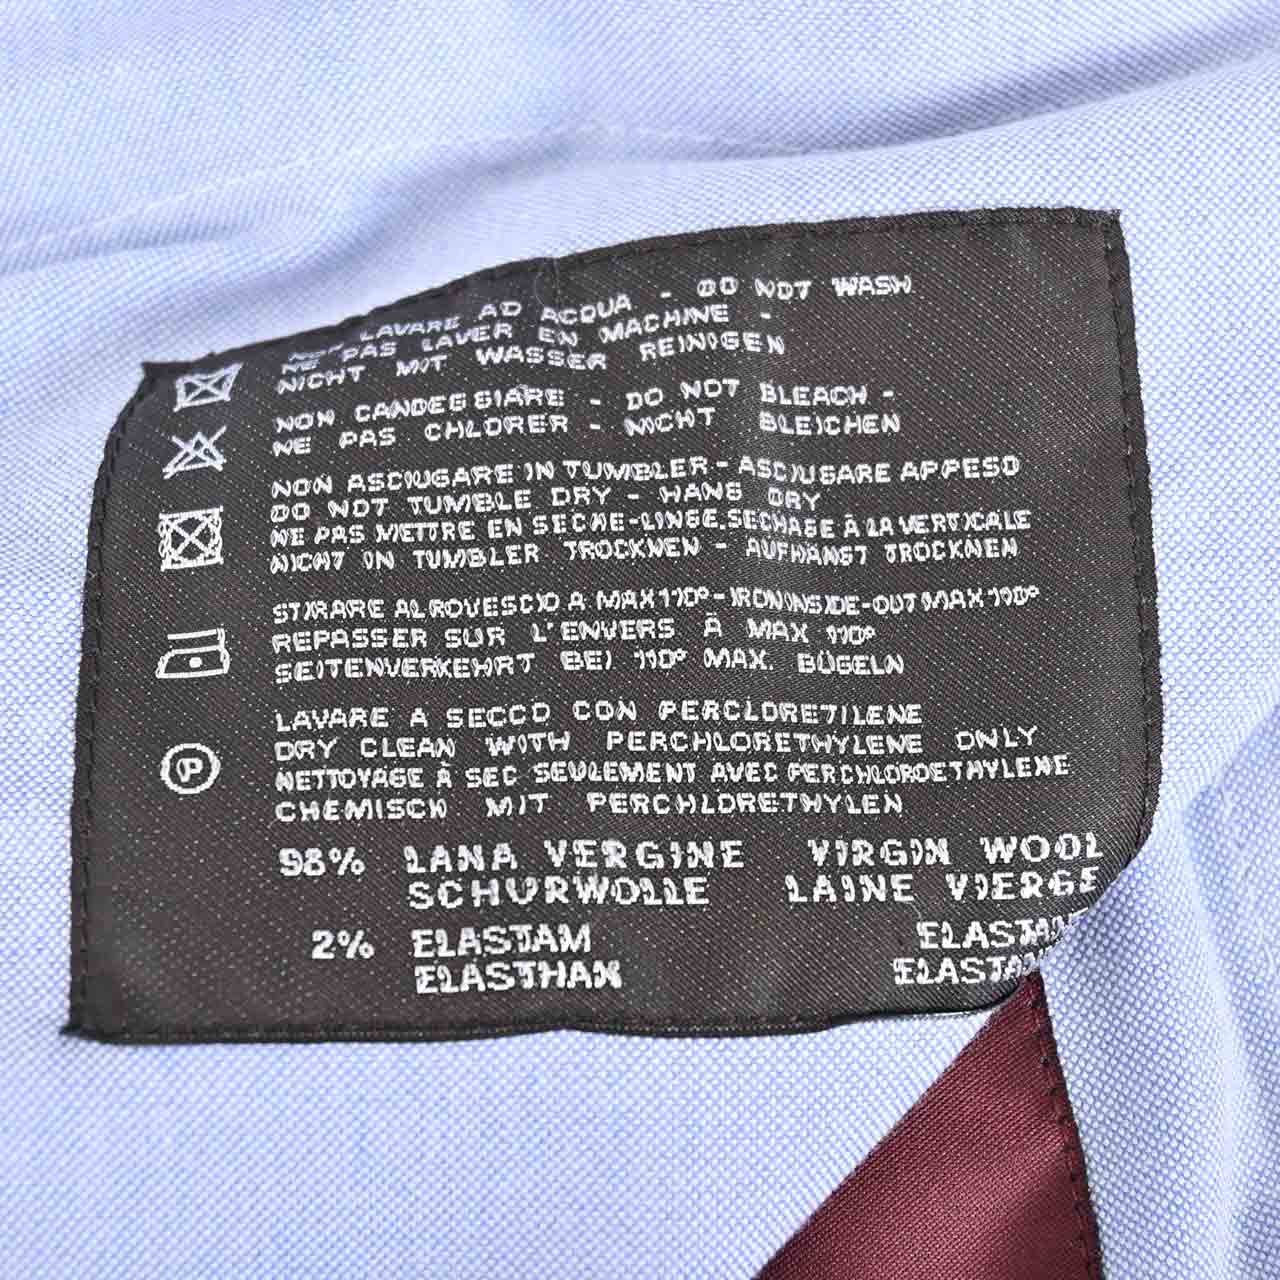 NON LAVARE AD ACQUA - DO NOT WASH
NE PAS LAVER EN MACHINE -
NICHT MIT WASSER REINIGEN
NON CANDEGGIARE - DO NOT BLEACH -
NE PAS CHLORER - NICHT BLEICHEN
NON ASCIUGARE IN TUMBLER - ASCIUGARE APPESO
DO NOT TUMBLE DRY - HANG DRY
NE PAS METTRE EN SECHE-LINGE. SECHAGE À LA VERTICALE
NICHT IN TUMBLER TROCKNEN - AUFHANGT TROCKNEN
STIRARE AL ROVESCIO A MAX 110° - IRON INSIDE-OUT MAX 110°
REPASSER SUR L'ENVERS À MAX 110°
SEITENVERKEHRT BEI 110° MAX. BÜGELN
LAVARE A SECCO CON PERCLORETILENE
DRY CLEAN WITH PERCHLORETHYLENE ONLY
NETTOYAGE À SEC SEULEMENT AVEC PERCHLOROETHYLENE
P
CHEMISCH MIT PERCHLORETHYLEN
98% LANA VERGINE VIRGIN WOOL
SCHURWOLLE LAINE VIERGE
2% ELASTAM
ELASTHAN